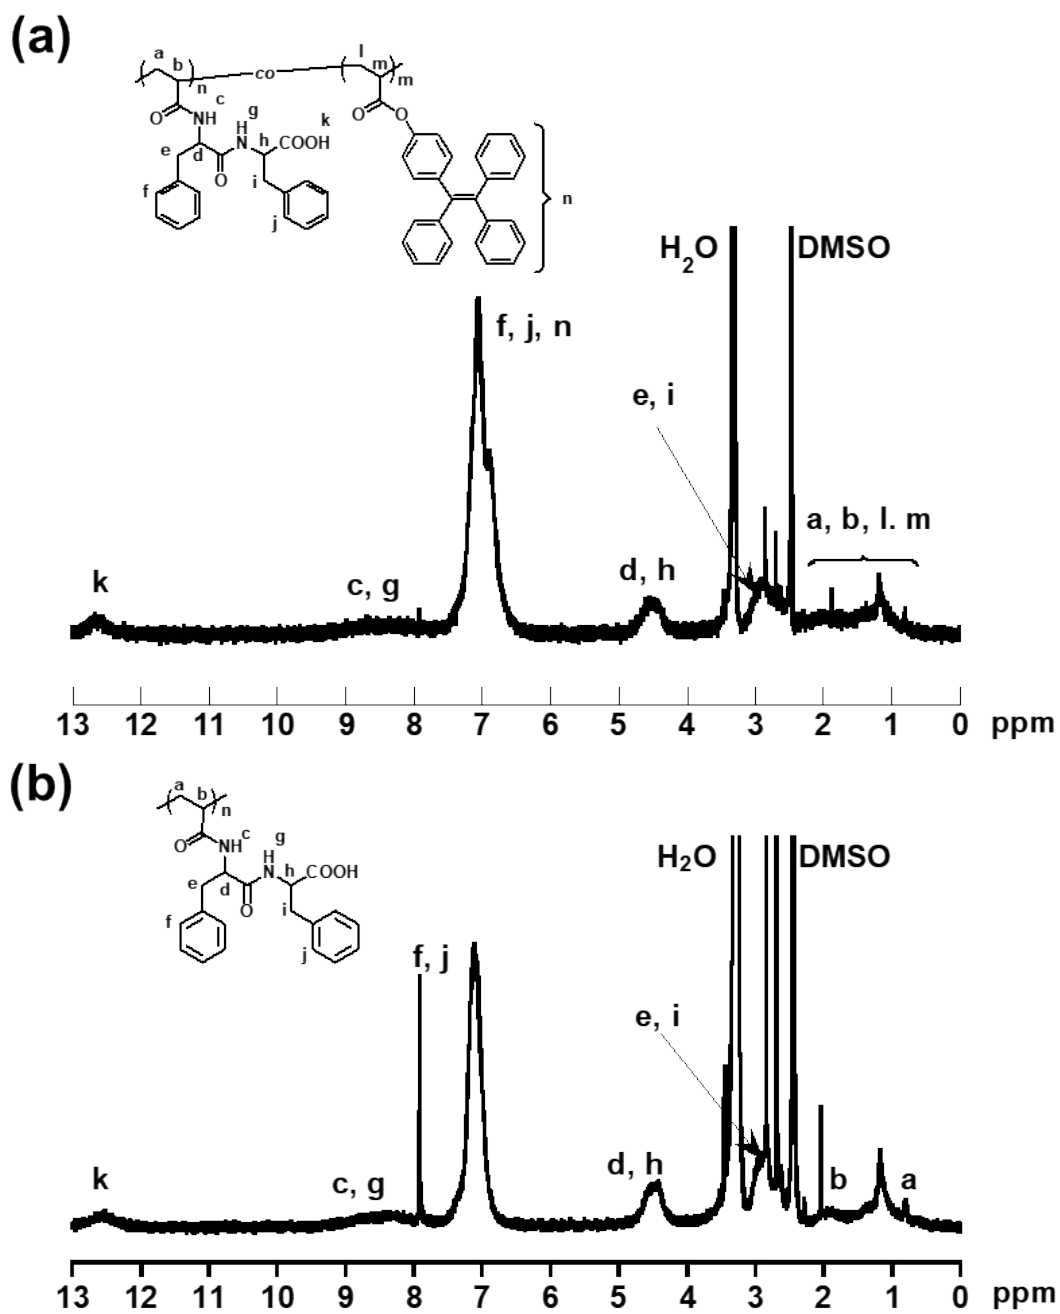 (a)
a
b
n
co
l
m
m
O
NH
c
H
N
g
h
COOH
k
e
d
O
i
f
j
O
O
n
H2O
DMSO
f, j, n
e, i
a, b, l. m
k
c, g
d, h
13 12 11 10 9 8 7 6 5 4 3 2 1 0 ppm
(b)
a
b
n
O
NH
c
H
N
g
h
COOH
e
d
O
i
f
j
H2O
DMSO
f, j
e, i
k
c, g
d, h
b
a
13 12 11 10 9 8 7 6 5 4 3 2 1 0 ppm